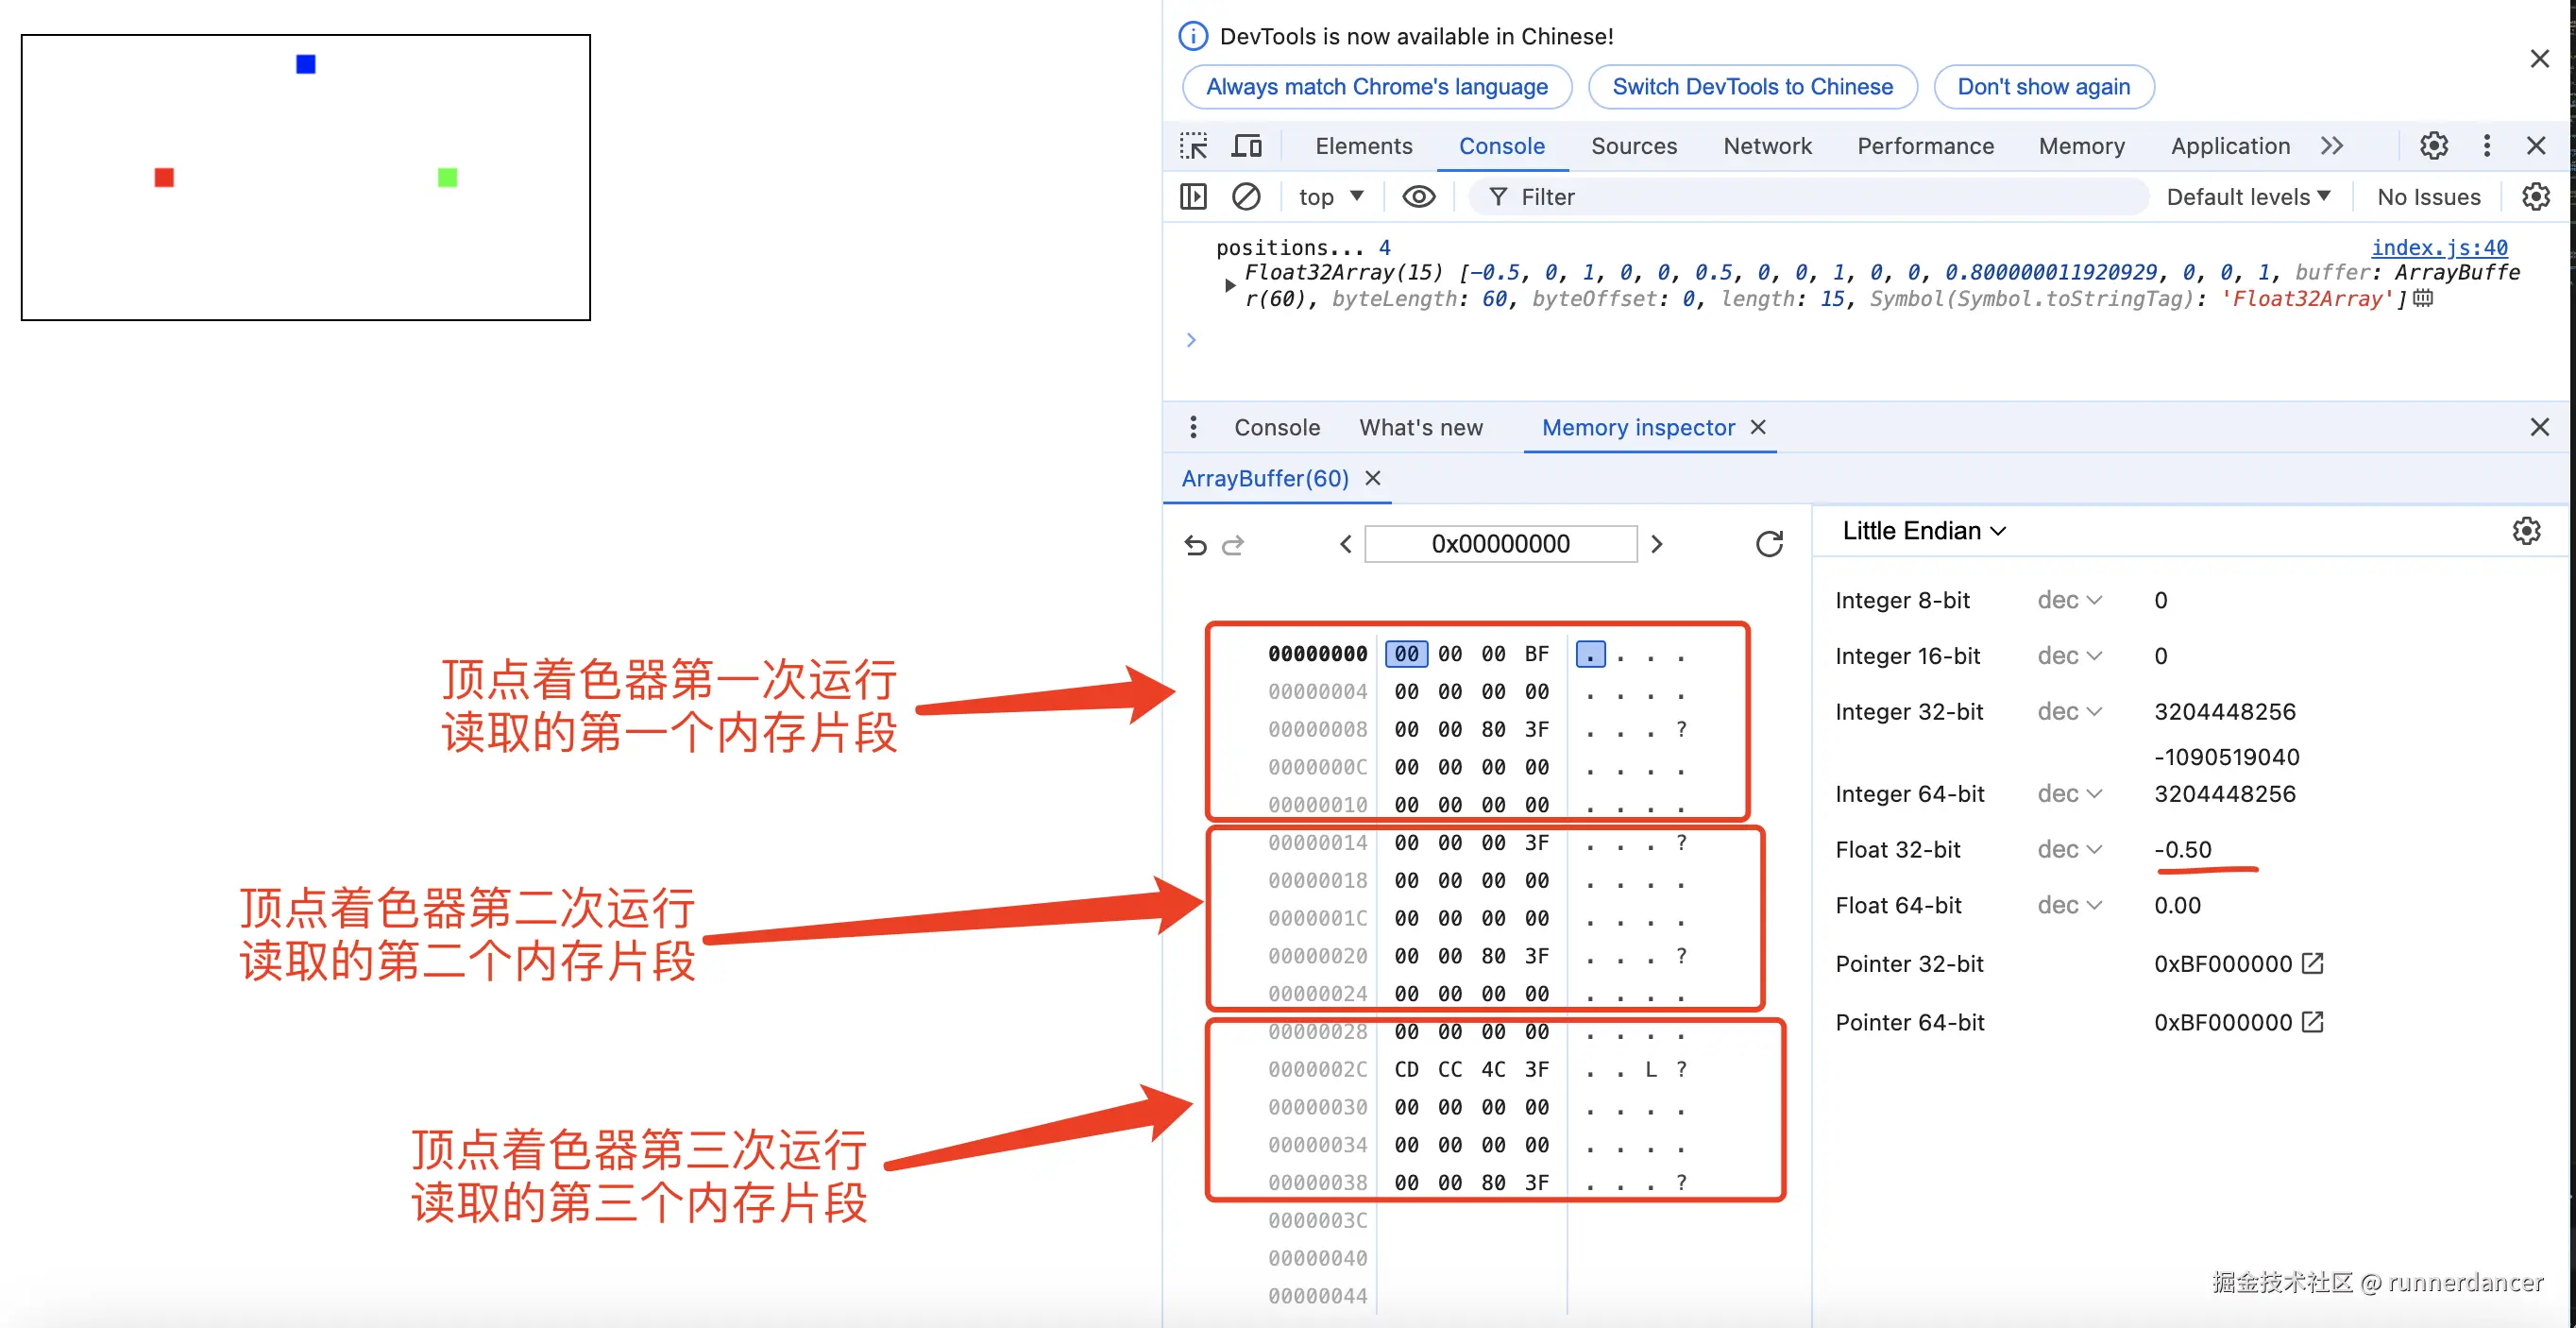 DevTools is now available in Chinese!
Always match Chrome's language
Switch DevTools to Chinese
Don't show again
Elements
Console
Sources
Network
Performance
Memory
Application
top
Filter
Default levels
No Issues
positions... 4
index.js:40
Float32Array(15) [-0.5, 0, 1, 0, 0, 0.5, 0, 0, 1, 0, 0, 0.800000011920929, 0, 0, 1, buffer: ArrayBuffe
r(60), byteLength: 60, byteOffset: 0, length: 15, Symbol(Symbol.toStringTag): 'Float32Array']
Console
What's new
Memory inspector
ArrayBuffer(60)
0x00000000
Little Endian
00000000 00 00 00 BF . . . .
00000004 00 00 00 00 . . . .
00000008 00 00 80 3F . . . ?
0000000C 00 00 00 00 . . . .
00000010 00 00 00 00 . . . .
00000014 00 00 00 3F . . . ?
00000018 00 00 00 00 . . . .
0000001C 00 00 00 00 . . . .
00000020 00 00 80 3F . . . ?
00000024 00 00 00 00 . . . .
00000028 00 00 00 00 . . . .
0000002C CD CC 4C 3F . . L ?
00000030 00 00 00 00 . . . .
00000034 00 00 00 00 . . . .
00000038 00 00 80 3F . . . ?
0000003C
00000040
00000044
Integer 8-bit dec 0
Integer 16-bit dec 0
Integer 32-bit dec 3204448256
-1090519040
Integer 64-bit dec 3204448256
Float 32-bit dec -0.50
Float 64-bit dec 0.00
Pointer 32-bit 0xBF000000
Pointer 64-bit 0xBF000000
顶点着色器第一次运行
读取的第一个内存片段
顶点着色器第二次运行
读取的第二个内存片段
顶点着色器第三次运行
读取的第三个内存片段
掘金技术社区 @ runnerdancer